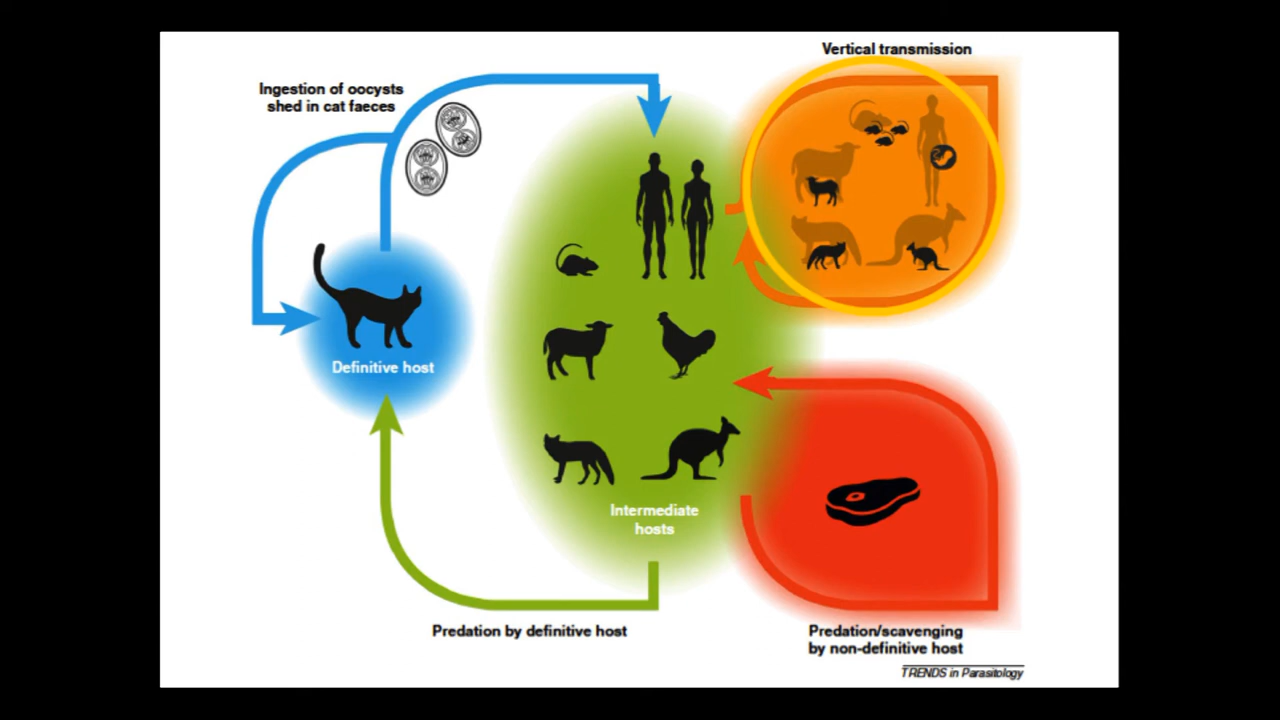 Vertical transmission
Ingestion of oocysts
shed in cat faeces
Definitive host
Intermediate
hosts
Predation by definitive host
Predation/scavenging
by non-definitive host
TRENDS in Parasitology